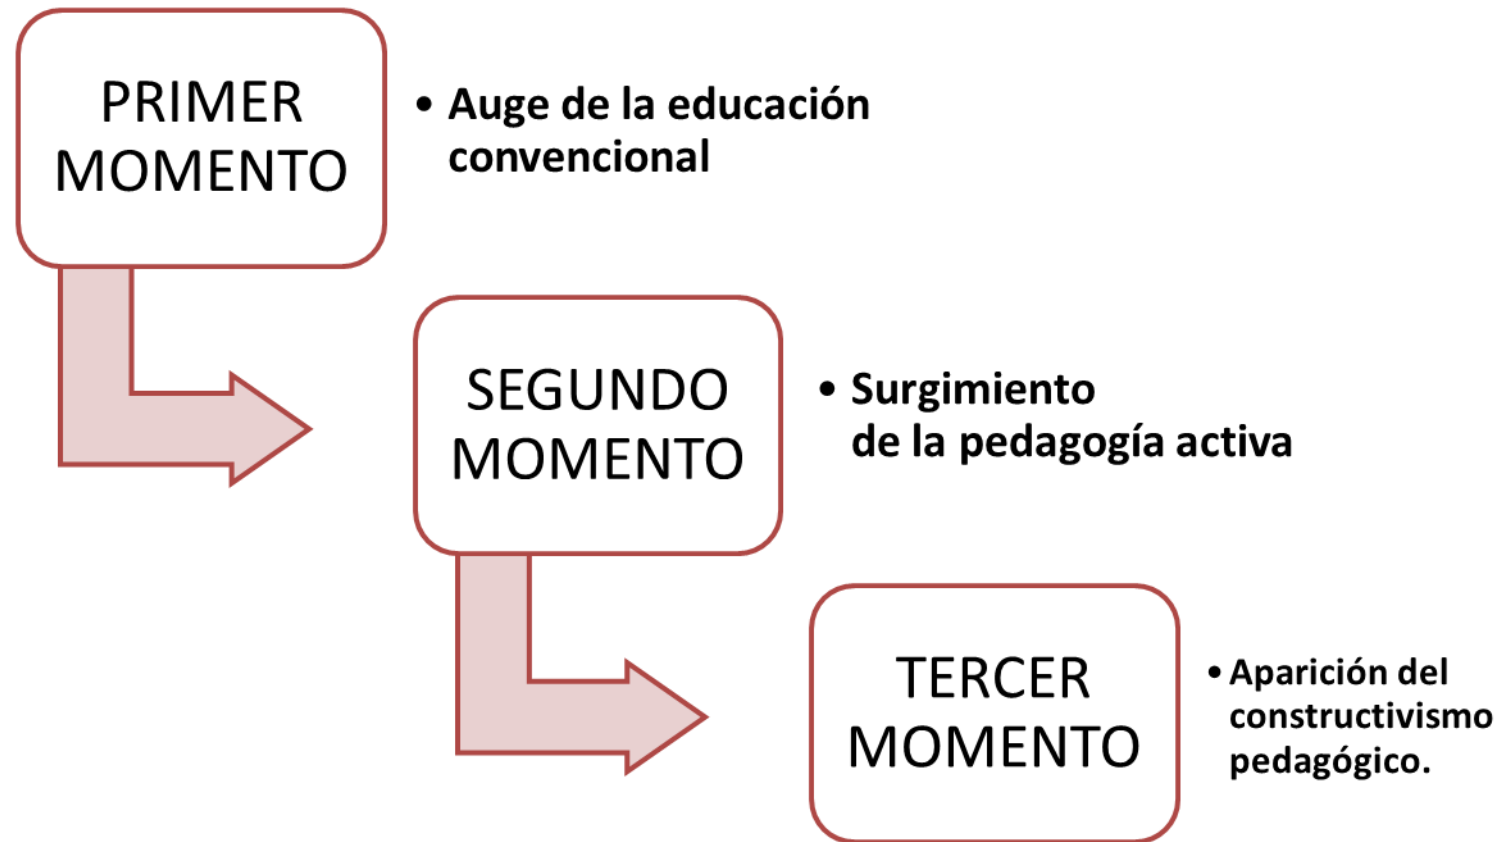 PRIMER
MOMENTO
• Auge de la educación
convencional
SEGUNDO
MOMENTO
• Surgimiento
de la pedagogía activa
TERCER
MOMENTO
• Aparición del
constructivismo
pedagógico.